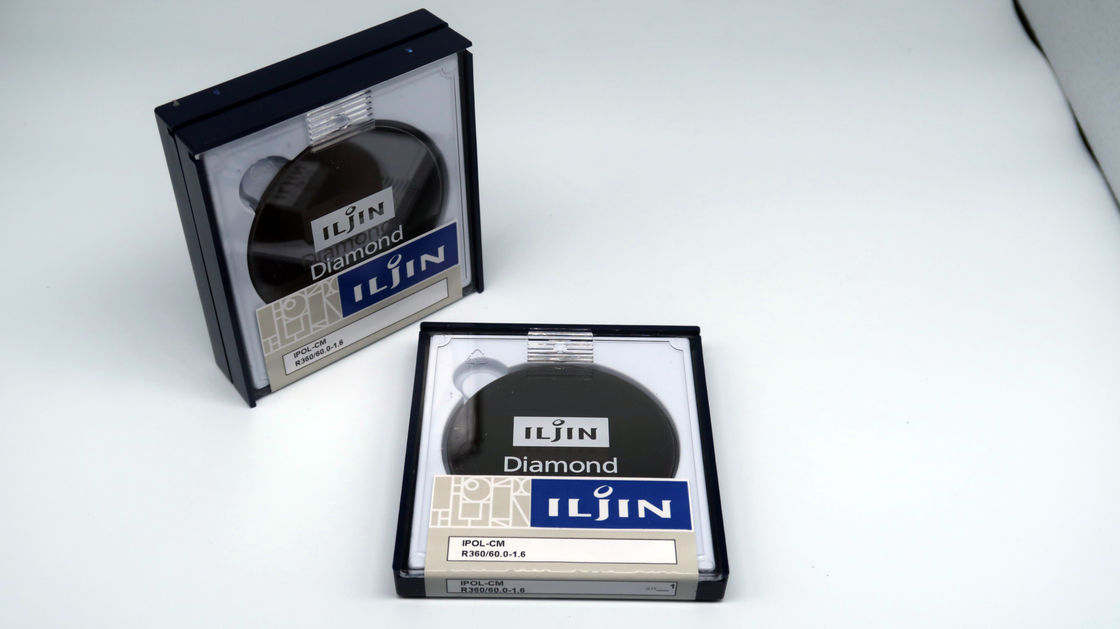 ILJIN
Diamond
ILJIN
IPOL-CM
R360/60.0-1.6
ILJIN
Diamond
ILJIN
IPOL-CM
R360/60.0-1.6
IPOL-CM
R360/60.0-1.6
1